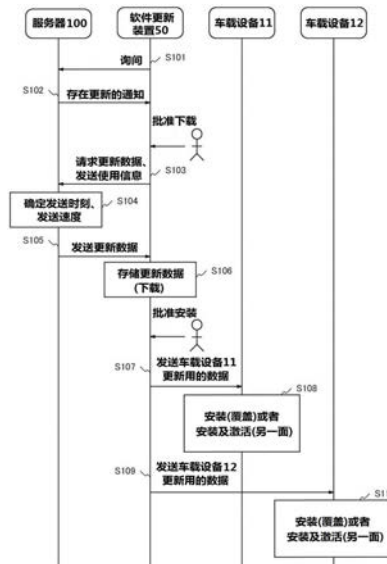 服务器100
软件更新
装置50
车载设备11
车载设备12
S101
询问
S102
存在更新的通知
批准下载
S103
请求更新数据、
发送使用信息
S104
确定发送时刻、
发送速度
S105
发送更新数据
S106
存储更新数据
(下载)
批准安装
S107
发送车载设备11
更新用的数据
S108
安装(覆盖)或者
安装及激活(另一面)
S109
发送车载设备12
更新用的数据
安装(覆盖)或者
安装及激活(另一面)